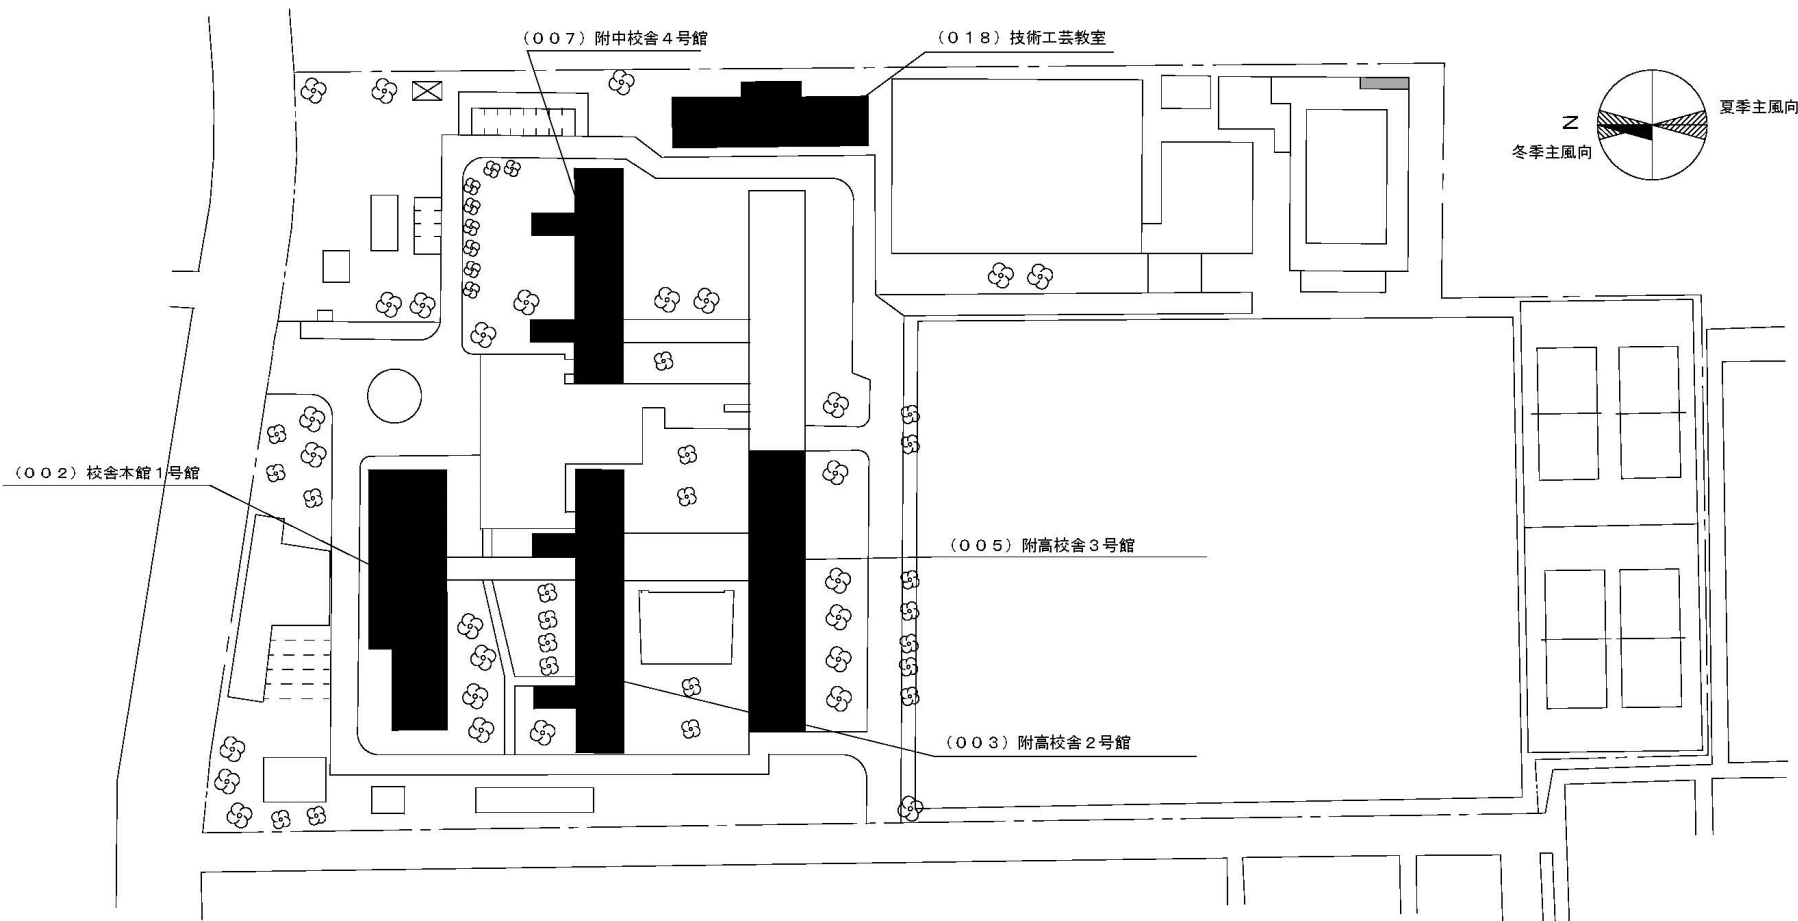 （００７）附中校舎４号館
（０１８）技術工芸教室
夏季主風向
N
冬季主風向
（００２）校舎本館１号館
（００５）附高校舎３号館
（００３）附高校舎２号館